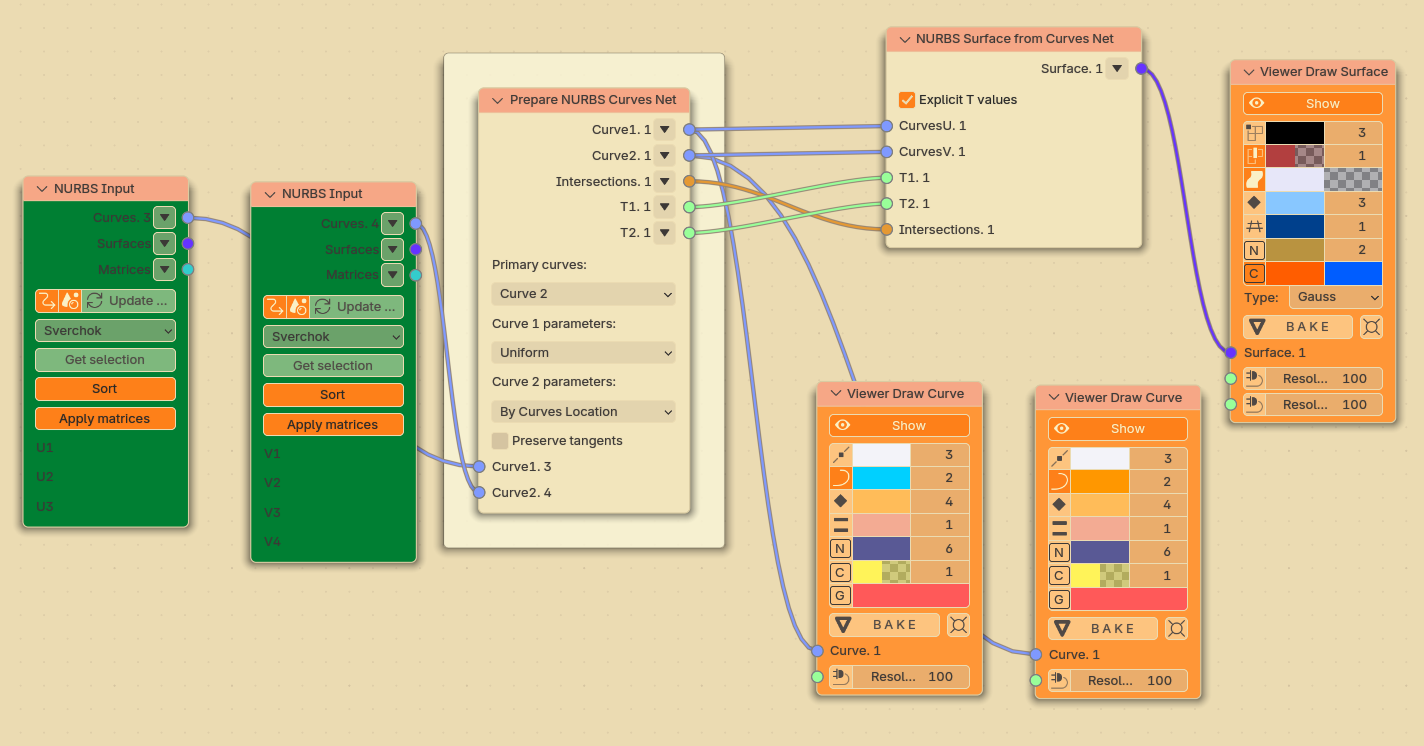 NURBS Input
Curves. 3
Surfaces
Matrices
Update ...
Sverchok
Get selection
Sort
Apply matrices
U1
U2
U3
NURBS Input
Curves. 4
Surfaces
Matrices
Update ...
Sverchok
Get selection
Sort
Apply matrices
V1
V2
V3
V4
Prepare NURBS Curves Net
Curve1. 1
Curve2. 1
Intersections. 1
T1. 1
T2. 1
Primary curves:
Curve 2
Curve 1 parameters:
Uniform
Curve 2 parameters:
By Curves Location
Preserve tangents
Curve1. 3
Curve2. 4
NURBS Surface from Curves Net
Surface. 1
Explicit T values
CurvesU. 1
CurvesV. 1
T1. 1
T2. 1
Intersections. 1
Viewer Draw Curve
Show
3
2
4
1
N 6
C 1
G
BAKE
Curve. 1
Resol... 100
Viewer Draw Curve
Show
3
2
4
1
N 6
C 1
G
BAKE
Curve. 1
Resol... 100
Viewer Draw Surface
Show
3
1
3
1
N 2
C
Type: Gauss
BAKE
Surface. 1
Resol... 100
Resol... 100